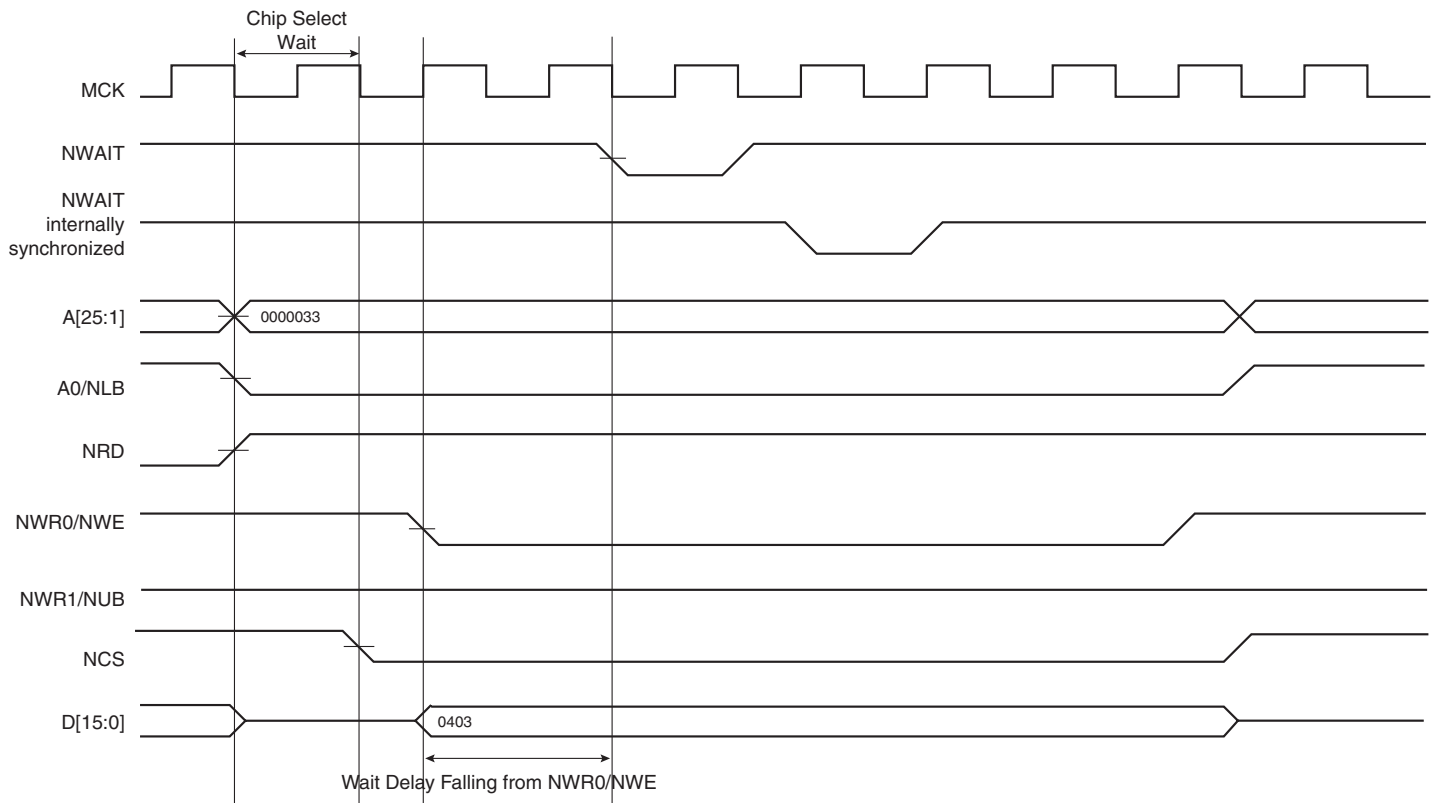 Chip Select
Wait
MCK
NWAIT
NWAIT
internally
synchronized
A[25:1]
0000033
A0/NLB
NRD
NWR0/NWE
NWR1/NUB
NCS
D[15:0]
0403
Wait Delay Falling from NWR0/NWE